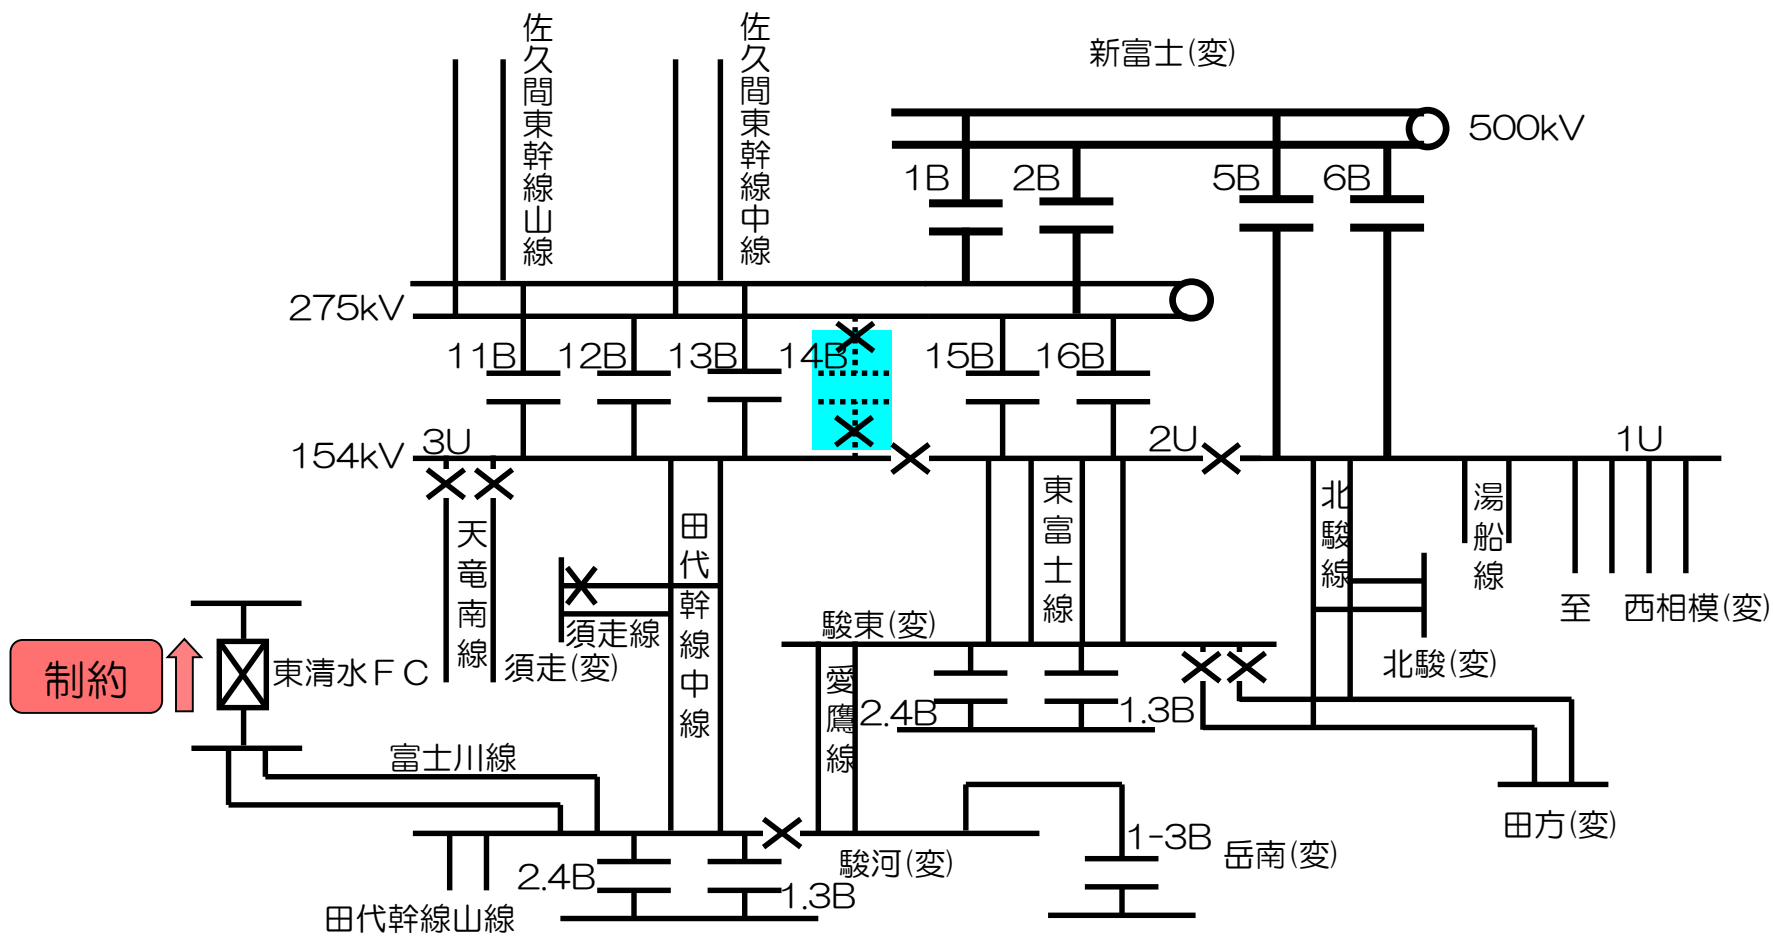 佐久間東幹線山線
佐久間東幹線中線
新富士(変)
500kV
1B
2B
5B
6B
275kV
11B
12B
13B
14B
15B
16B
154kV
3U
2U
1U
天竜南線
田代幹線中線
東富士線
北駿線
湯船線
至 西相模(変)
須走線
須走(変)
駿東(変)
北駿(変)
制約
東清水FC
愛鷹線
2.4B
1.3B
富士川線
田方(変)
1-3B
岳南(変)
駿河(変)
2.4B
1.3B
田代幹線山線